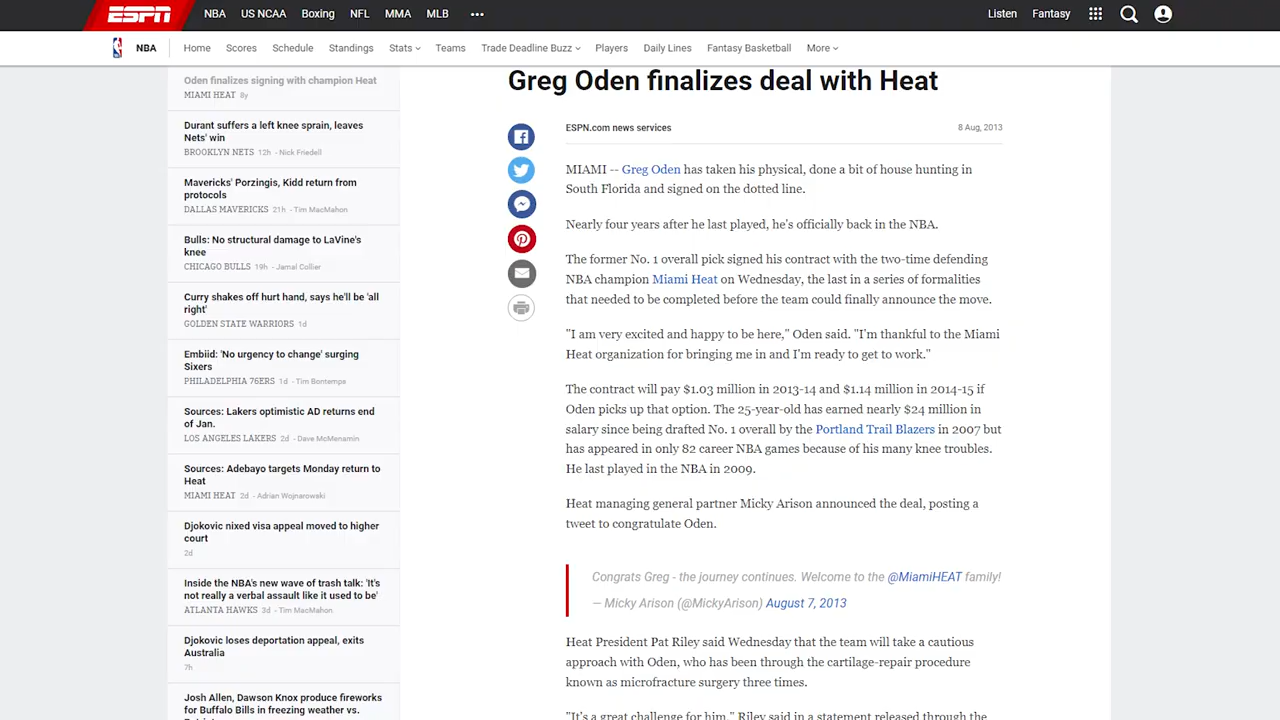 ESPN NBA US NCAA Boxing NFL MMA MLB ••• Listen Fantasy
NBA Home Scores Schedule Standings Stats Teams Trade Deadline Buzz Players Daily Lines Fantasy Basketball More
Oden finalizes signing with champion Heat
MIAMI HEAT 8y
Durant suffers a left knee sprain, leaves
Nets' win
BROOKLYN NETS 12h - Nick Friedell
Mavericks' Porzingis, Kidd return from
protocols
DALLAS MAVERICKS 21h - Tim MacMahon
Bulls: No structural damage to LaVine's
knee
CHICAGO BULLS 19h - Jamal Collier
Curry shakes off hurt hand, says he'll be 'all
right'
GOLDEN STATE WARRIORS 1d
Embiid: 'No urgency to change' surging
Sixers
PHILADELPHIA 76ERS 1d - Tim Bontemps
Sources: Lakers optimistic AD returns end
of Jan.
LOS ANGELES LAKERS 2d - Dave McMenamin
Sources: Adebayo targets Monday return to
Heat
MIAMI HEAT 2d - Adrian Wojnarowski
Djokovic nixed visa appeal moved to higher
court
2d
Inside the NBA's new wave of trash talk: 'It's
not really a verbal assault like it used to be'
ATLANTA HAWKS 3d - Tim MacMahon
Djokovic loses deportation appeal, exits
Australia
7h
Josh Allen, Dawson Knox produce fireworks
for Buffalo Bills in freezing weather vs.
Greg Oden finalizes deal with Heat
ESPN.com news services 8 Aug, 2013
MIAMI -- Greg Oden has taken his physical, done a bit of house hunting in
South Florida and signed on the dotted line.
Nearly four years after he last played, he's officially back in the NBA.
The former No. 1 overall pick signed his contract with the two-time defending
NBA champion Miami Heat on Wednesday, the last in a series of formalities
that needed to be completed before the team could finally announce the move.
"I am very excited and happy to be here," Oden said. "I'm thankful to the Miami
Heat organization for bringing me in and I'm ready to get to work."
The contract will pay $1.03 million in 2013-14 and $1.14 million in 2014-15 if
Oden picks up that option. The 25-year-old has earned nearly $24 million in
salary since being drafted No. 1 overall by the Portland Trail Blazers in 2007 but
has appeared in only 82 career NBA games because of his many knee troubles.
He last played in the NBA in 2009.
Heat managing general partner Micky Arison announced the deal, posting a
tweet to congratulate Oden.
Congrats Greg - the journey continues. Welcome to the @MiamiHEAT family!
— Micky Arison (@MickyArison) August 7, 2013
Heat President Pat Riley said Wednesday that the team will take a cautious
approach with Oden, who has been through the cartilage-repair procedure
known as microfracture surgery three times.
"It's a great challenge for him," Riley said in a statement released through the